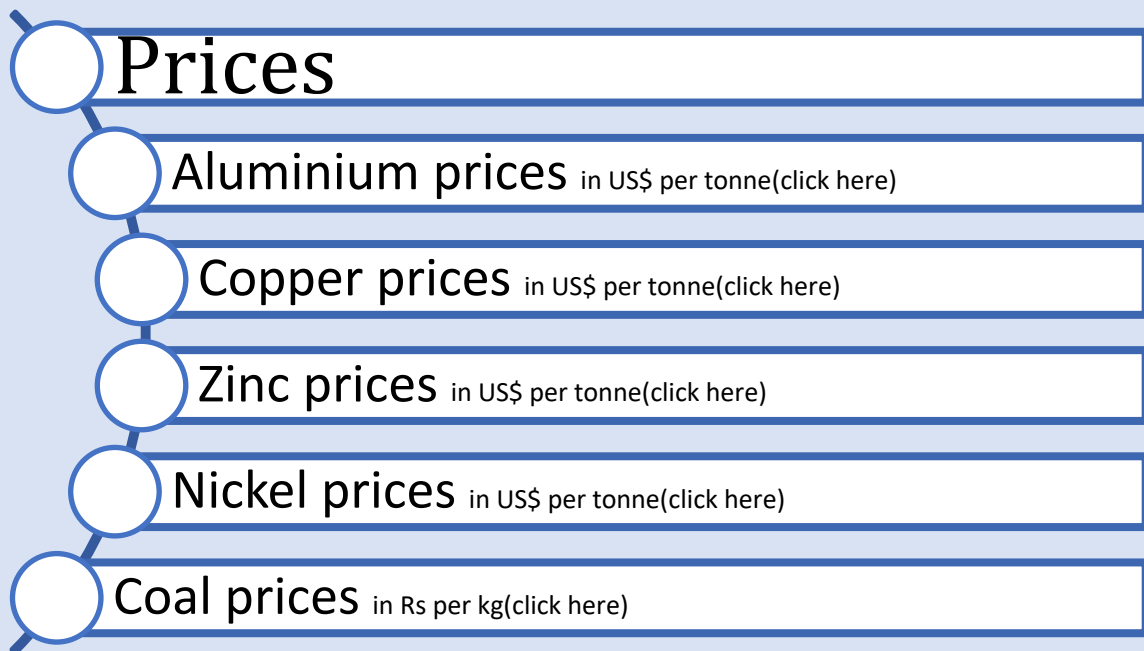 Prices
Aluminium prices in US$ per tonne(click here)
Copper prices in US$ per tonne(click here)
Zinc prices in US$ per tonne(click here)
Nickel prices in US$ per tonne(click here)
Coal prices in Rs per kg(click here)